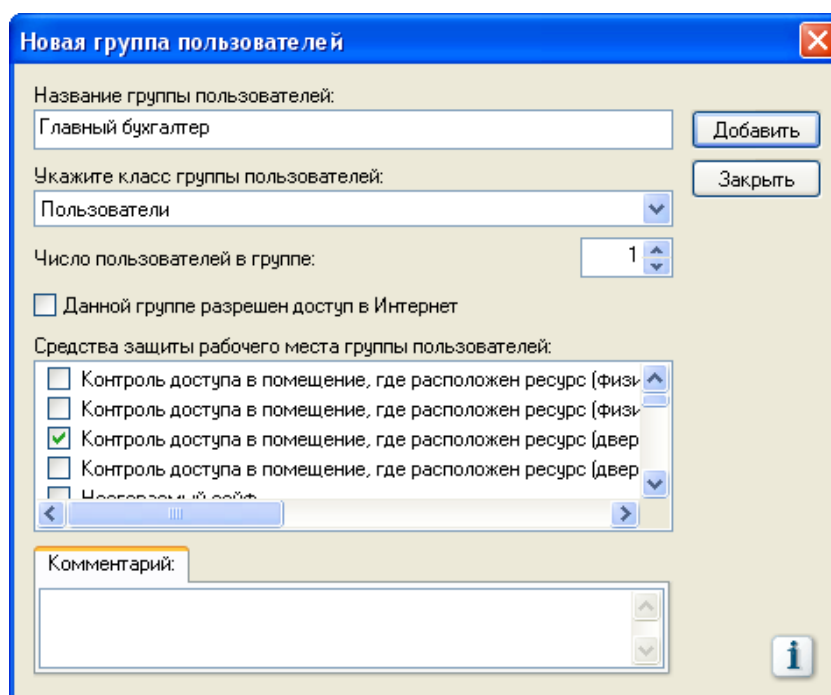 Новая группа пользователей
Название группы пользователей:
Главный бухгалтер
Добавить
Укажите класс группы пользователей:
Закрыть
Пользователи
Число пользователей в группе:
1
Данной группе разрешен доступ в Интернет
Средства защиты рабочего места группы пользователей:
Контроль доступа в помещение, где расположен ресурс (физи
Контроль доступа в помещение, где расположен ресурс (физи
Контроль доступа в помещение, где расположен ресурс (двер
Контроль доступа в помещение, где расположен ресурс (двер
Несгораемый сейф
Комментарий: